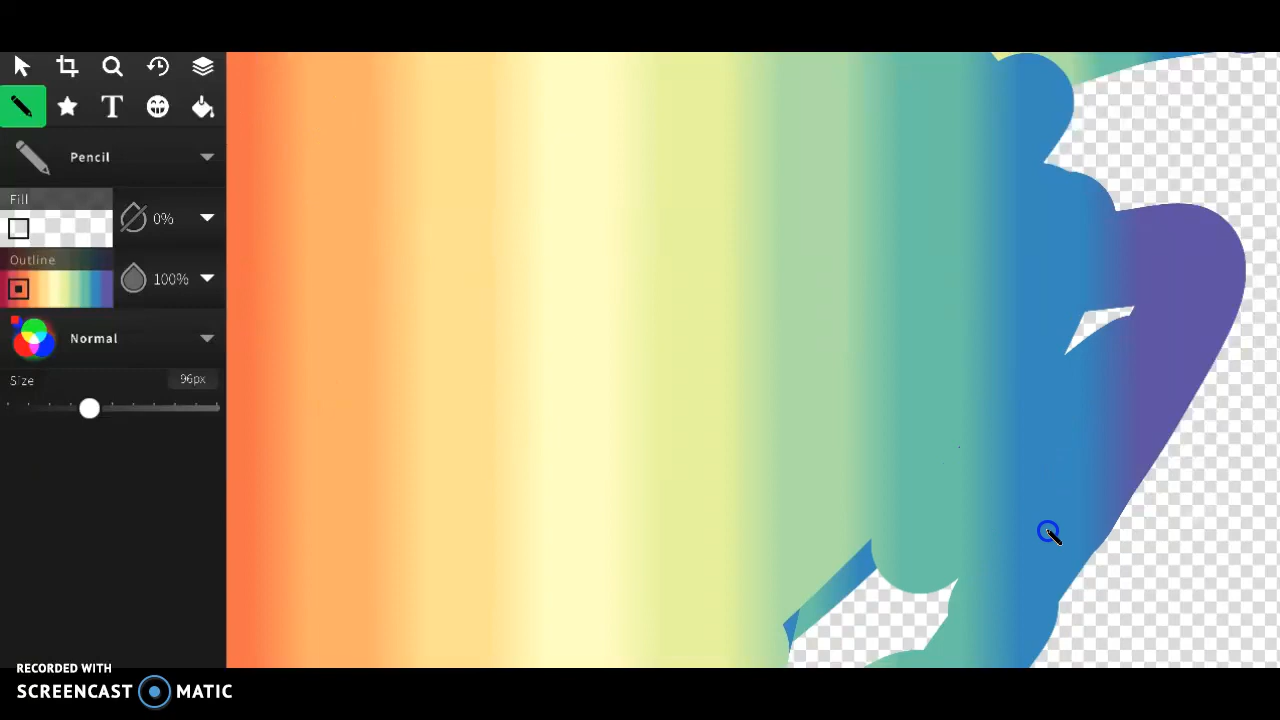 T
Pencil
Fill
0%
Outline
100%
Normal
Size
96px
RECORDED WITH
SCREENCAST MATIC